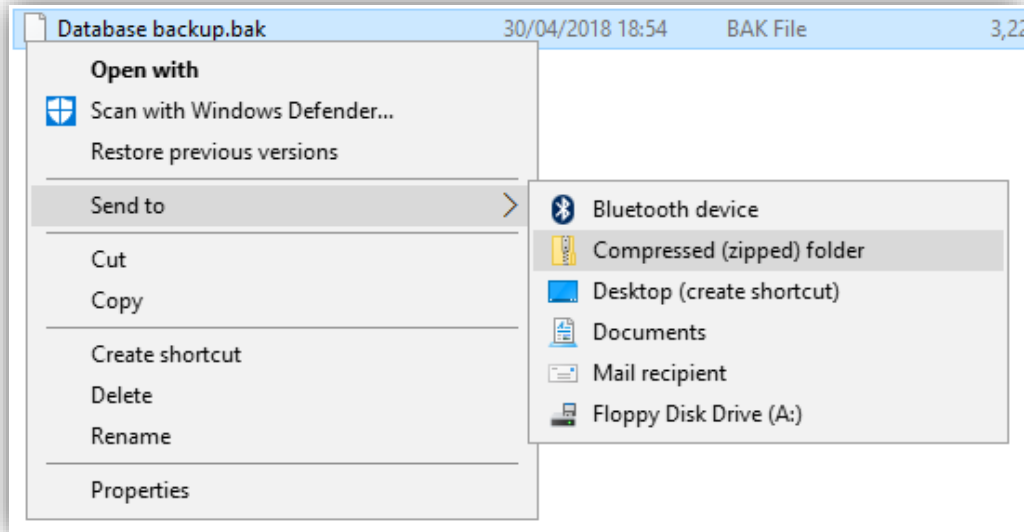 Database backup.bak 30/04/2018 18:54 BAK File 3,22
Open with
Scan with Windows Defender...
Restore previous versions
Send to
Cut
Copy
Create shortcut
Delete
Rename
Properties
Bluetooth device
Compressed (zipped) folder
Desktop (create shortcut)
Documents
Mail recipient
Floppy Disk Drive (A:)